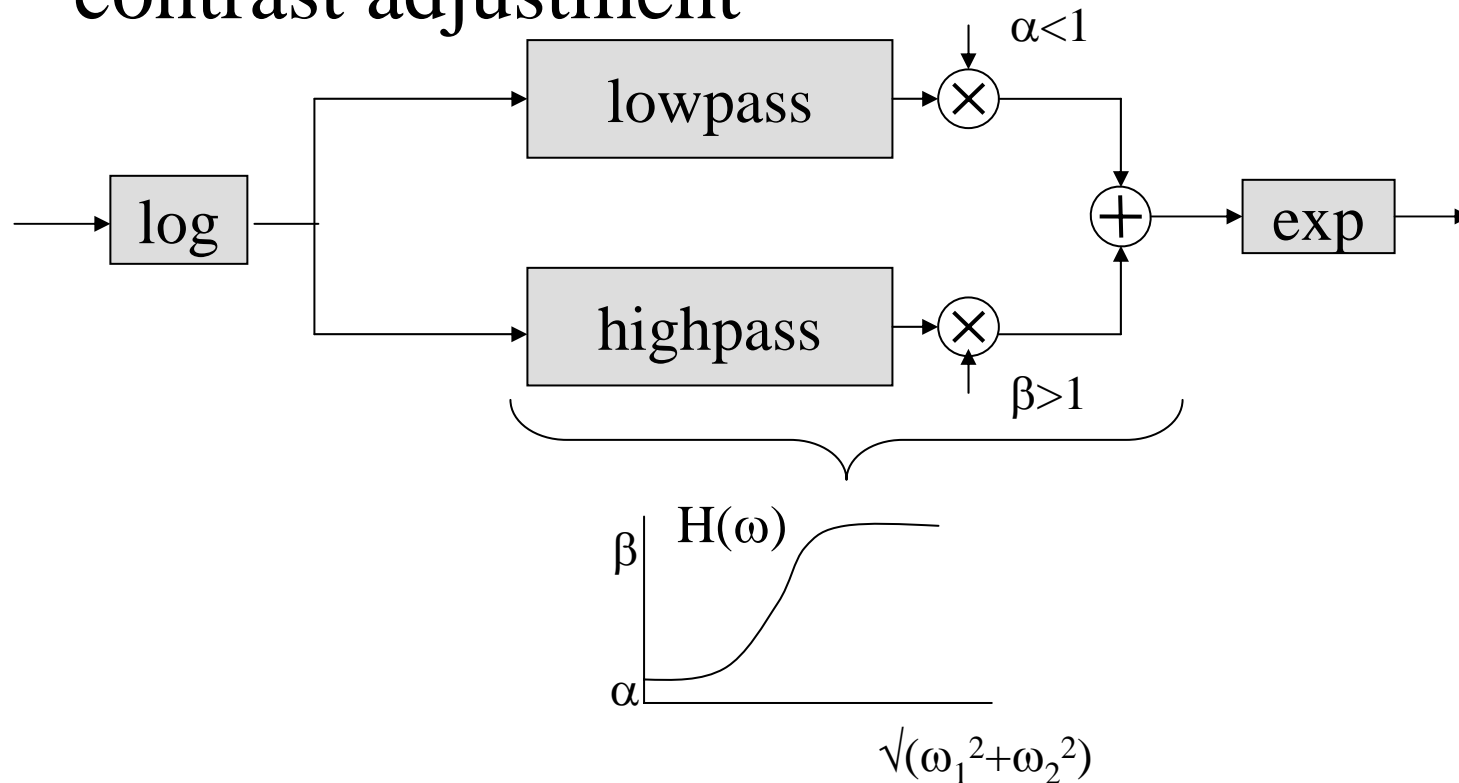 contrast adjustment
α<1
lowpass
log
exp
highpass
β>1
H(ω)
β
α
√(ω₁²+ω₂²)